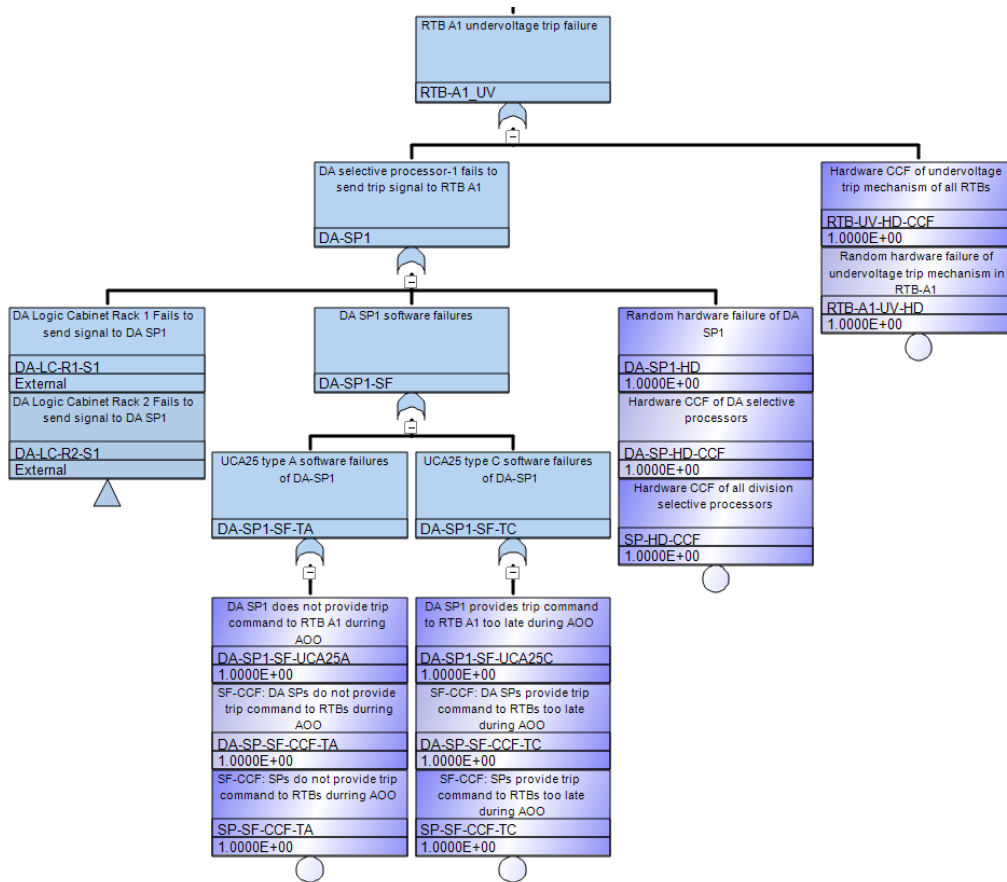 RTB A1 undervoltage trip failure
RTB-A1_UV
DA selective processor-1 fails to
send trip signal to RTB A1
DA-SP1
Hardware CCF of undervoltage
trip mechanism of all RTBs
RTB-UV-HD-CCF
1.0000E+00
Random hardware failure of
undervoltage trip mechanism in
RTB-A1
RTB-A1-UV-HD
1.0000E+00
DA Logic Cabinet Rack 1 Fails to
send signal to DA SP1
DA-LC-R1-S1
External
DA Logic Cabinet Rack 2 Fails to
send signal to DA SP1
DA-LC-R2-S1
External
DA SP1 software failures
DA-SP1-SF
Random hardware failure of DA
SP1
DA-SP1-HD
1.0000E+00
Hardware CCF of DA selective
processors
DA-SP-HD-CCF
1.0000E+00
Hardware CCF of all division
selective processors
SP-HD-CCF
1.0000E+00
UCA25 type A software failures
of DA-SP1
DA-SP1-SF-TA
UCA25 type C software failures
of DA-SP1
DA-SP1-SF-TC
DA SP1 does not provide trip
command to RTB A1 durring
AOO
DA-SP1-SF-UCA25A
1.0000E+00
SF-CCF: DA SPs do not provide
trip command to RTBs durring
AOO
DA-SP-SF-CCF-TA
1.0000E+00
SF-CCF: SPs do not provide trip
command to RTBs durring AOO
SP-SF-CCF-TA
1.0000E+00
DA SP1 provides trip command
to RTB A1 too late during AOO
DA-SP1-SF-UCA25C
1.0000E+00
SF-CCF: DA SPs provide trip
command to RTBs too late
during AOO
DA-SP-SF-CCF-TC
1.0000E+00
SF-CCF: SPs provide trip
command to RTBs too late
during AOO
SP-SF-CCF-TC
1.0000E+00